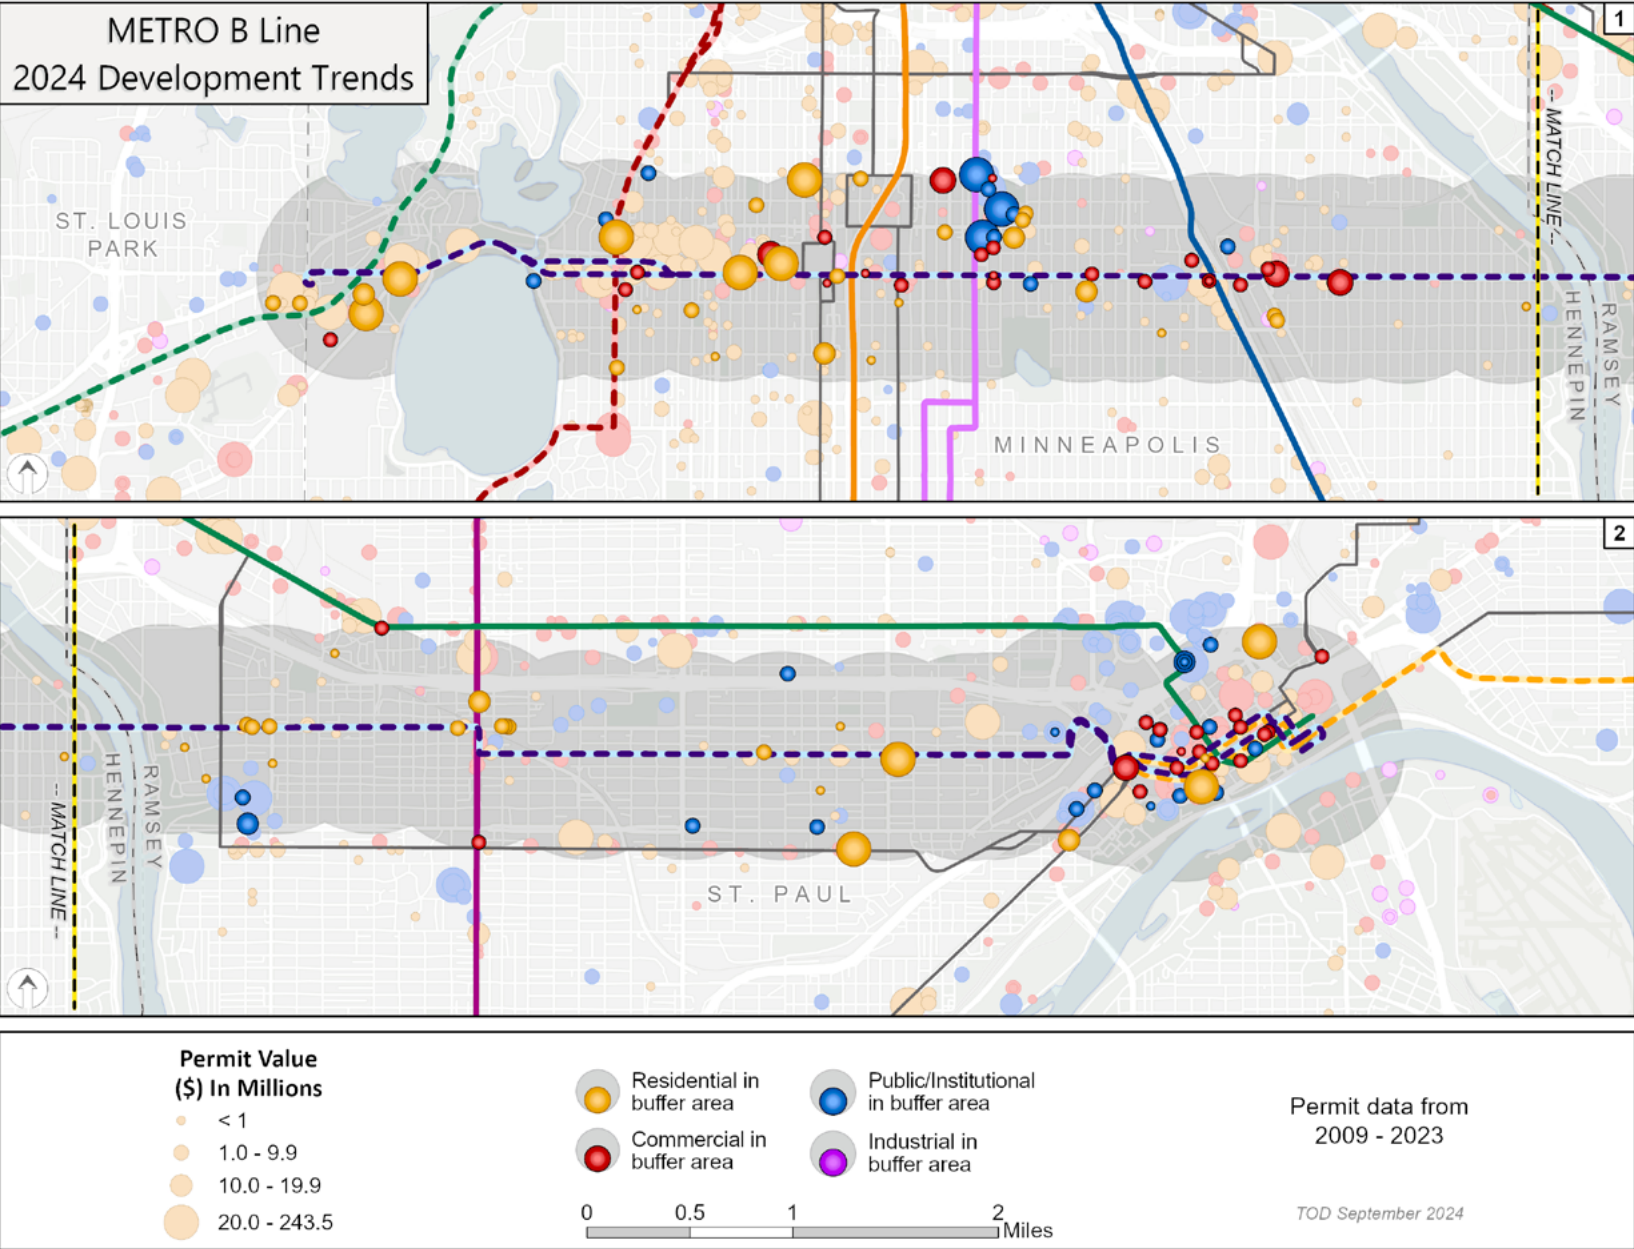 METRO B Line
2024 Development Trends
1
ST. LOUIS
PARK
-- MATCH LINE --
HENNEPIN
RAMSEY
MINNEAPOLIS
2
-- MATCH LINE --
HENNEPIN
RAMSEY
ST. PAUL
Permit Value
($) In Millions
< 1
1.0 - 9.9
10.0 - 19.9
20.0 - 243.5
Residential in
buffer area
Commercial in
buffer area
Public/Institutional
in buffer area
Industrial in
buffer area
0 0.5 1 2
Miles
Permit data from
2009 - 2023
TOD September 2024